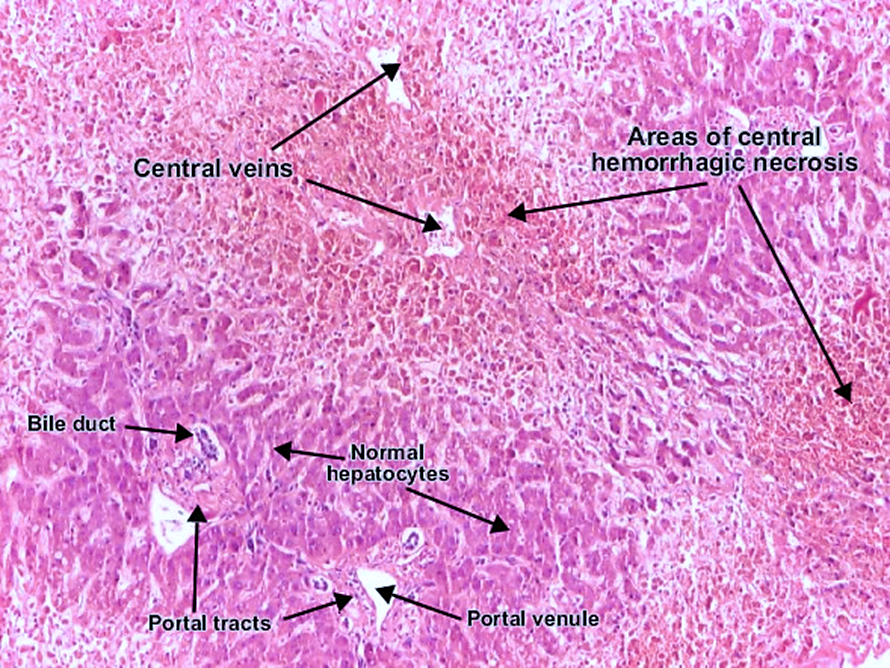 Central veins
Areas of central
hemorrhagic necrosis
Bile duct
Normal
hepatocytes
Portal tracts
Portal venule